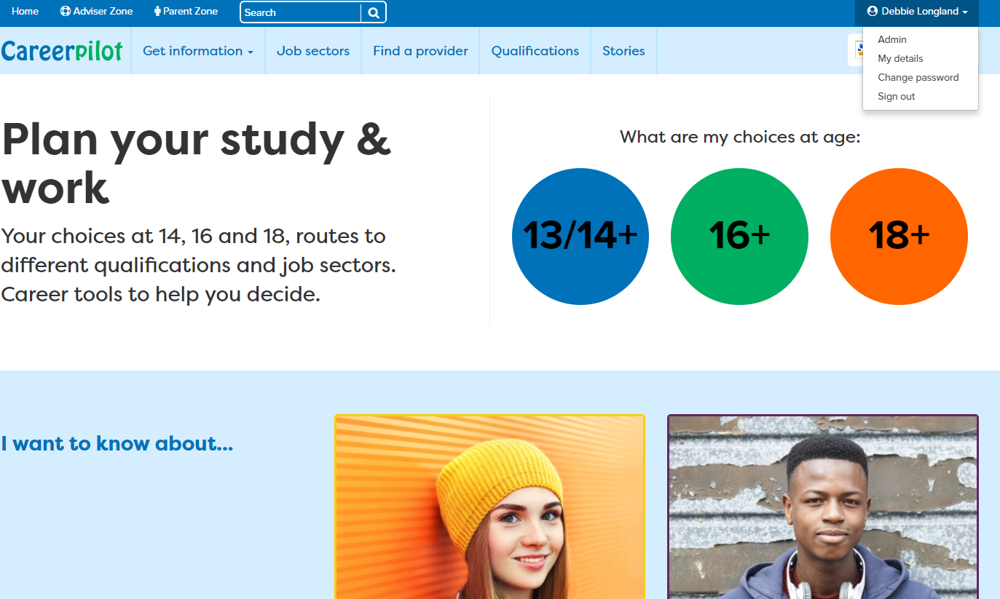 Home
Adviser Zone
Parent Zone
Search
Debbie Longland
Admin
My details
Change password
Sign out
Careerpilot
Get information
Job sectors
Find a provider
Qualifications
Stories
Plan your study &
work
Your choices at 14, 16 and 18, routes to
different qualifications and job sectors.
Career tools to help you decide.
What are my choices at age:
13/14+
16+
18+
I want to know about...